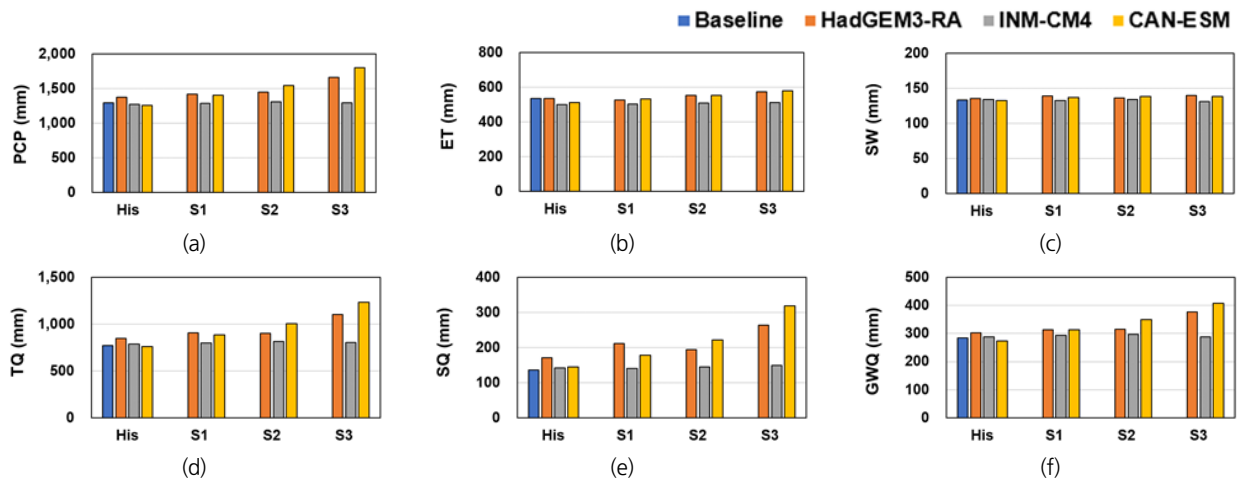 Baseline HadGEM3-RA INM-CM4 CAN-ESM
PCP (mm)
2,000
1,500
1,000
500
0
His S1 S2 S3
(a)
ET (mm)
800
600
400
200
0
His S1 S2 S3
(b)
SW (mm)
200
150
100
50
0
His S1 S2 S3
(c)
TQ (mm)
1,500
1,000
500
0
His S1 S2 S3
(d)
SQ (mm)
400
300
200
100
0
His S1 S2 S3
(e)
GWQ (mm)
500
400
300
200
100
0
His S1 S2 S3
(f)